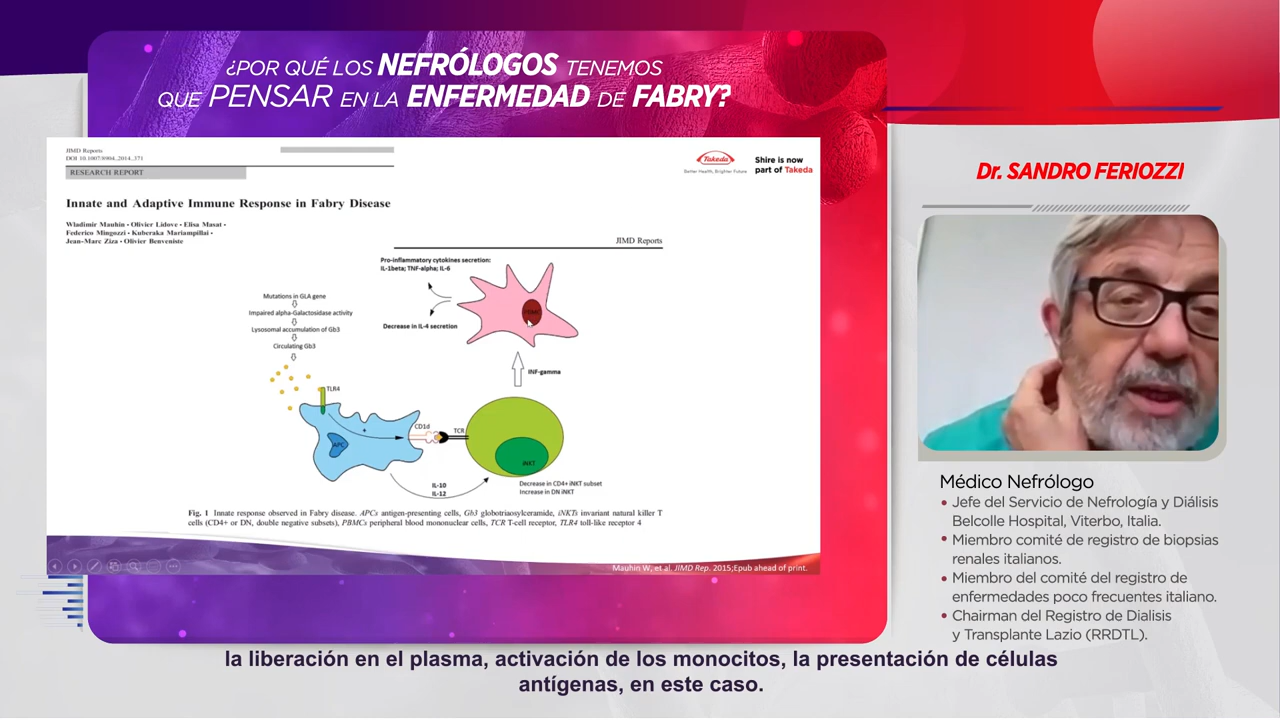 ¿POR QUÉ LOS NEFRÓLOGOS TENEMOS
QUE PENSAR EN LA ENFERMEDAD DE FABRY?
JIMD Reports
DOI 10.1007/8904_2014_371
RESEARCH REPORT
Takeda
Better Health, Brighter Future
Shire is now
part of Takeda
Innate and Adaptive Immune Response in Fabry Disease
Wladimir Mauhin • Olivier Lidove • Elisa Masat •
Federico Mingozzi • Kuberaka Mariampillai •
Jean-Marc Ziza • Olivier Benveniste
JIMD Reports
Pro-inflammatory cytokines secretion:
IL-1beta; TNF-alpha; IL-6
Mutations in GLA gene
Impaired alpha-Galactosidase activity
Lysosomal accumulation of Gb3
Circulating Gb3
Decrease in IL-4 secretion
INF-gamma
TLR4
CD1d
TCR
APC
iNKT
IL-10
IL-12
Decrease in CD4+ iNKT subset
Increase in DN iNKT
Fig. 1 Innate response observed in Fabry disease. APCs antigen-presenting cells, Gb3 globotriaosylceramide, iNKTs invariant natural killer T
cells (CD4+ or DN, double negative subsets), PBMCs peripheral blood mononuclear cells, TCR T-cell receptor, TLR4 toll-like receptor 4
Mauhin W, et al. JIMD Rep. 2015;Epub ahead of print.
Dr. SANDRO FERIOZZI
Médico Nefrólogo
• Jefe del Servicio de Nefrología y Diálisis
Belcolle Hospital, Viterbo, Italia.
• Miembro comité de registro de biopsias
renales italianos.
• Miembro del comité del registro de
enfermedades poco frecuentes italiano.
• Chairman del Registro de Dialisis
y Transplante Lazio (RRDTL).
la liberación en el plasma, activación de los monocitos, la presentación de células
antígenas, en este caso.